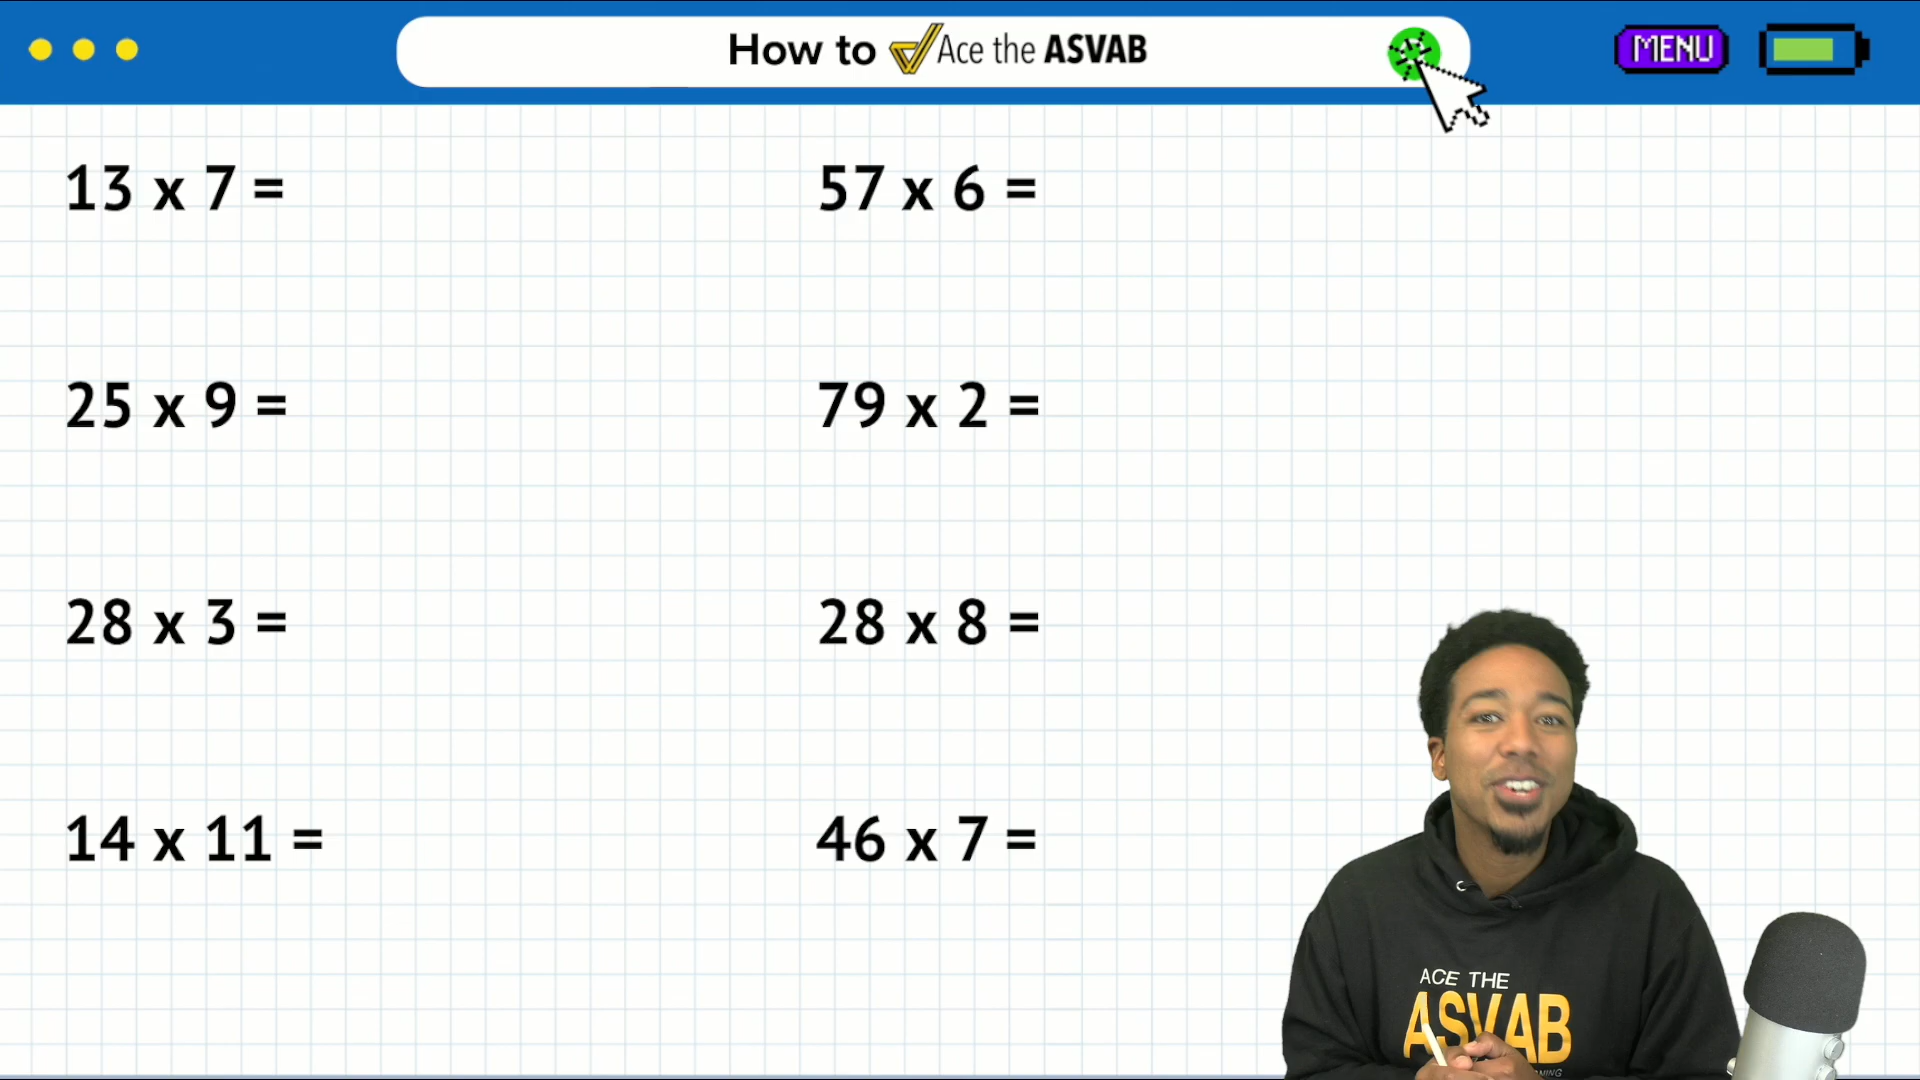 How to Ace the ASVAB
MENU
13 x 7 =
57 x 6 =
25 x 9 =
79 x 2 =
28 x 3 =
28 x 8 =
14 x 11 =
46 x 7 =
ACE THE
ASVAB